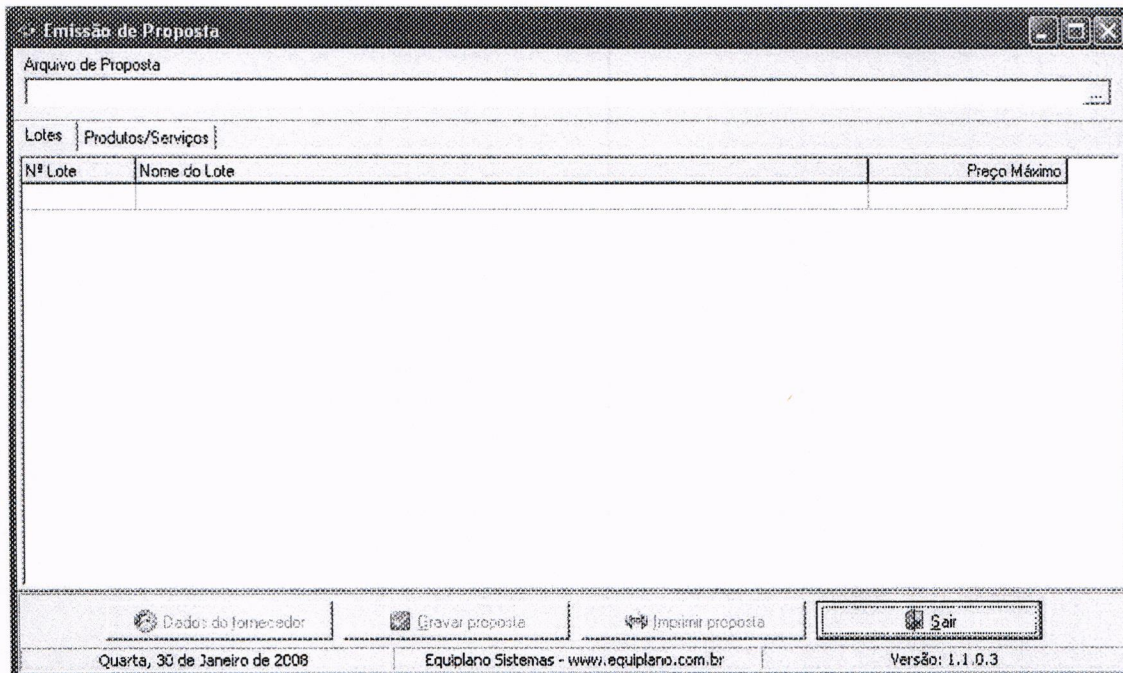 Emissão de Proposta
Arquivo de Proposta
...
Lotes Produtos/Serviços
Nº Lote Nome do Lote Preço Máximo
Dados do fornecedor Gravar proposta Imprimir proposta Sair
Quarta, 30 de Janeiro de 2008 Equiplano Sistemas - www.equiplano.com.br Versão: 1.1.0.3